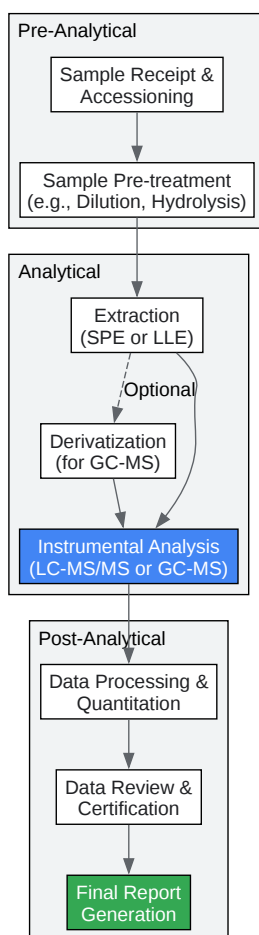 Pre-Analytical
Sample Receipt &
Accessioning
Sample Pre-treatment
(e.g., Dilution, Hydrolysis)
Analytical
Extraction
(SPE or LLE)
Optional
Derivatization
(for GC-MS)
Instrumental Analysis
(LC-MS/MS or GC-MS)
Post-Analytical
Data Processing &
Quantitation
Data Review &
Certification
Final Report
Generation